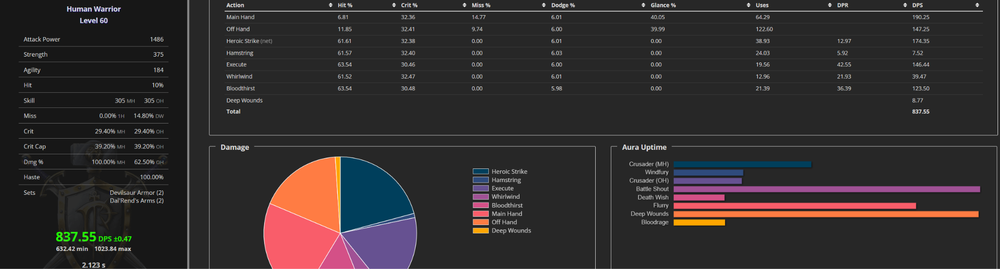 Human Warrior
Level 60
Attack Power 1486
Strength 375
Agility 184
Hit 10%
Skill 305 MH 305 OH
Miss 0.00% 1H 14.80% DW
Crit 29.40% MH 29.40% OH
Crit Cap 39.20% MH 39.20% OH
Dmg % 100.00% MH 62.50% OH
Haste 100.00%
Sets Devilsaur Armor (2)
Dal'Rend's Arms (2)
837.55 DPS ±0.47
632.42 min 1023.84 max
2.123 s
Action Hit % Crit % Miss % Dodge % Glance % Uses DPR DPS
Main Hand 6.81 32.36 14.77 6.01 40.05 64.29 190.25
Off Hand 11.85 32.41 9.74 6.00 39.99 122.60 147.25
Heroic Strike (net) 61.61 32.38 0.00 6.01 0.00 38.93 12.97 174.35
Hamstring 61.57 32.40 0.00 6.03 0.00 24.03 5.92 7.52
Execute 63.54 30.46 0.00 6.00 0.00 19.56 42.55 146.44
Whirlwind 61.52 32.47 0.00 6.01 0.00 12.96 21.93 39.47
Bloodthirst 63.54 30.48 0.00 5.98 0.00 21.39 36.39 123.50
Deep Wounds 8.77
Total 837.55
Damage
Heroic Strike
Hamstring
Execute
Whirlwind
Bloodthirst
Main Hand
Off Hand
Deep Wounds
Aura Uptime
Crusader (MH)
Windfury
Crusader (OH)
Battle Shout
Death Wish
Flurry
Deep Wounds
Bloodrage